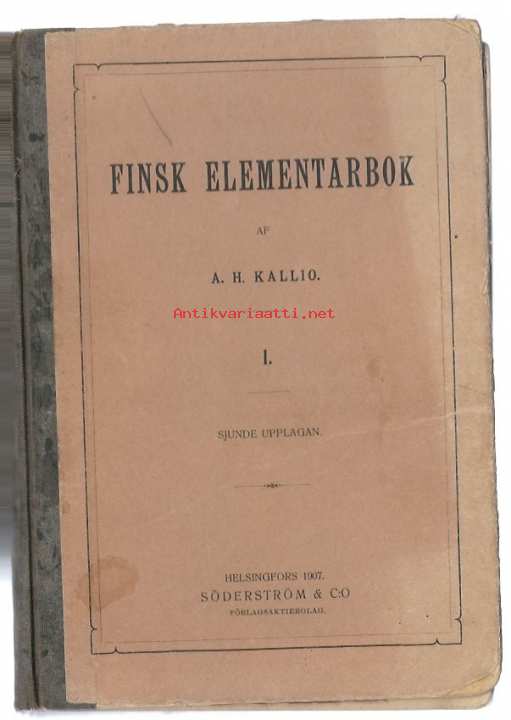 FINSK ELEMENTARBOK
AF
A. H. KALLIO.
Antikvariaatti.net
I.
SJUNDE UPPLAGAN.
HELSINGFORS 1907.
SÖDERSTRÖM & C:O
FÖRLAGSAKTIEBOLAG.